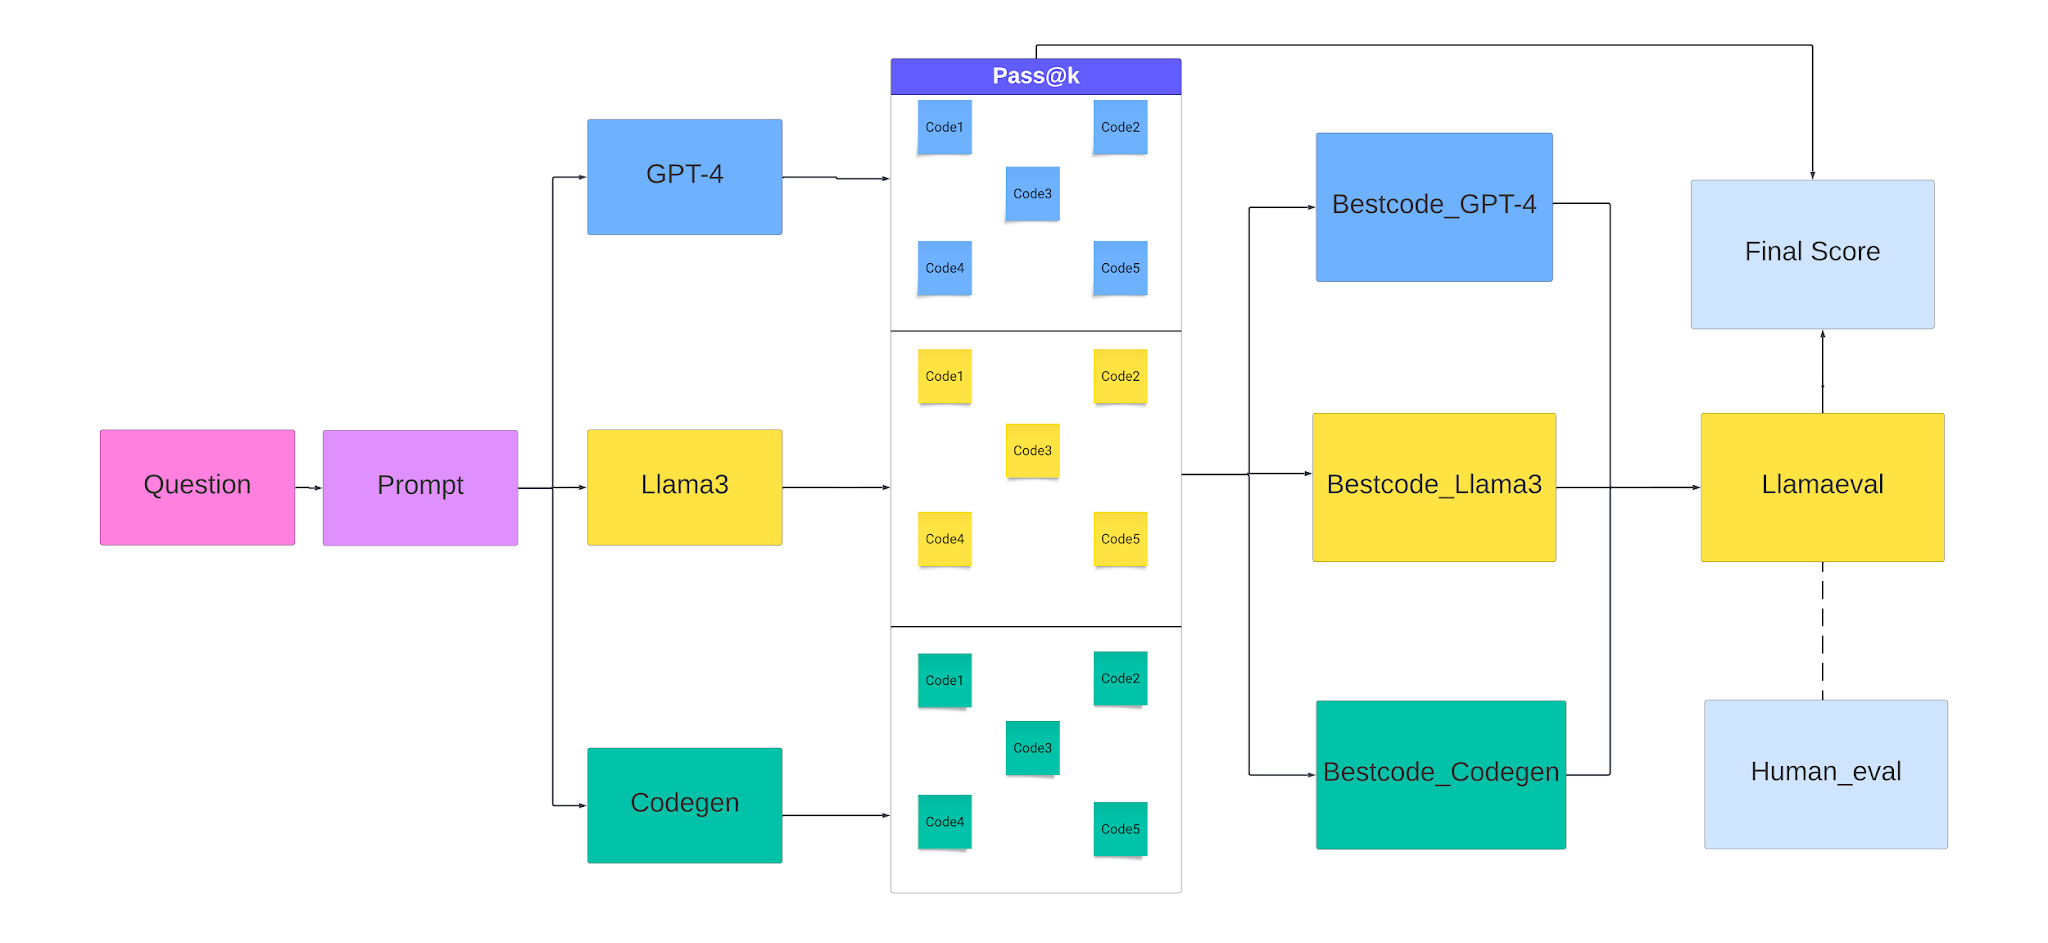 Pass@k
Code1
Code2
Code3
Code4
Code5
GPT-4
Bestcode_GPT-4
Final Score
Code1
Code2
Code3
Code4
Code5
Question
Prompt
Llama3
Bestcode_Llama3
Llamaeval
Code1
Code2
Code3
Code4
Code5
Codegen
Bestcode_Codegen
Human_eval